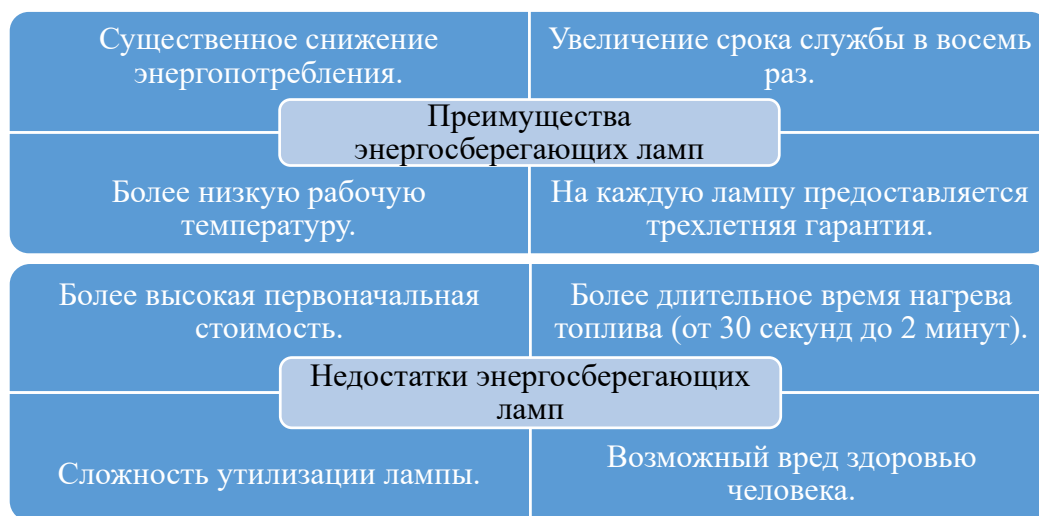 Существенное снижение
энергопотребления.
Увеличение срока службы в восемь
раз.
Преимущества
энергосберегающих ламп
Более низкую рабочую
температуру.
На каждую лампу предоставляется
трехлетняя гарантия.
Более высокая первоначальная
стоимость.
Более длительное время нагрева
топлива (от 30 секунд до 2 минут).
Недостатки энергосберегающих
ламп
Сложность утилизации лампы.
Возможный вред здоровью
человека.